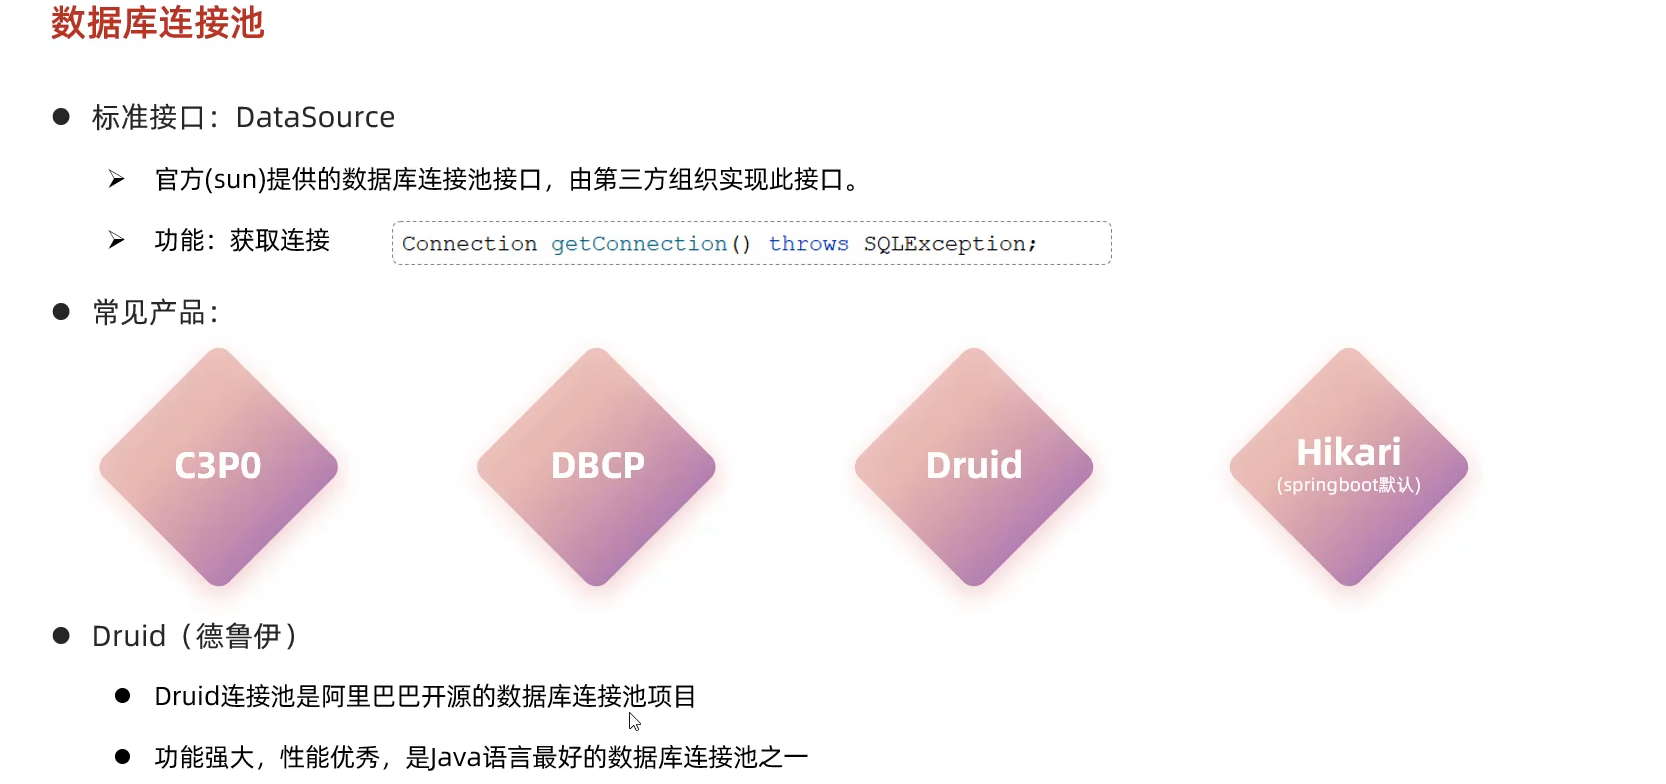 数据库连接池
标准接口：DataSource
官方(sun)提供的数据库连接池接口，由第三方组织实现此接口。
功能：获取连接
Connection getConnection() throws SQLException;
常见产品：
C3P0
DBCP
Druid
Hikari
(springboot默认)
Druid（德鲁伊）
Druid连接池是阿里巴巴开源的数据库连接池项目
功能强大，性能优秀，是Java语言最好的数据库连接池之一